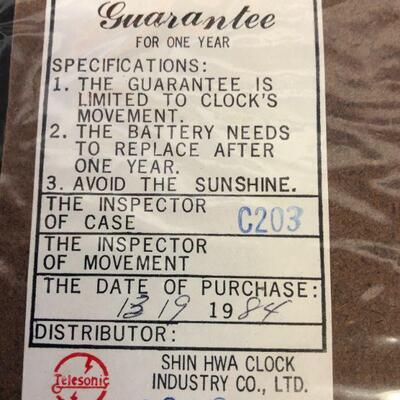 Guarantee
FOR ONE YEAR
SPECIFICATIONS:
1. THE GUARANTEE IS
LIMITED TO CLOCK'S
MOVEMENT.
2. THE BATTERY NEEDS
TO REPLACE AFTER
ONE YEAR.
3. AVOID THE SUNSHINE.
THE INSPECTOR
OF CASE C203
THE INSPECTOR
OF MOVEMENT
THE DATE OF PURCHASE:
19 1984
DISTRIBUTOR:
Telesonic
SHIN HWA CLOCK
INDUSTRY CO., LTD.